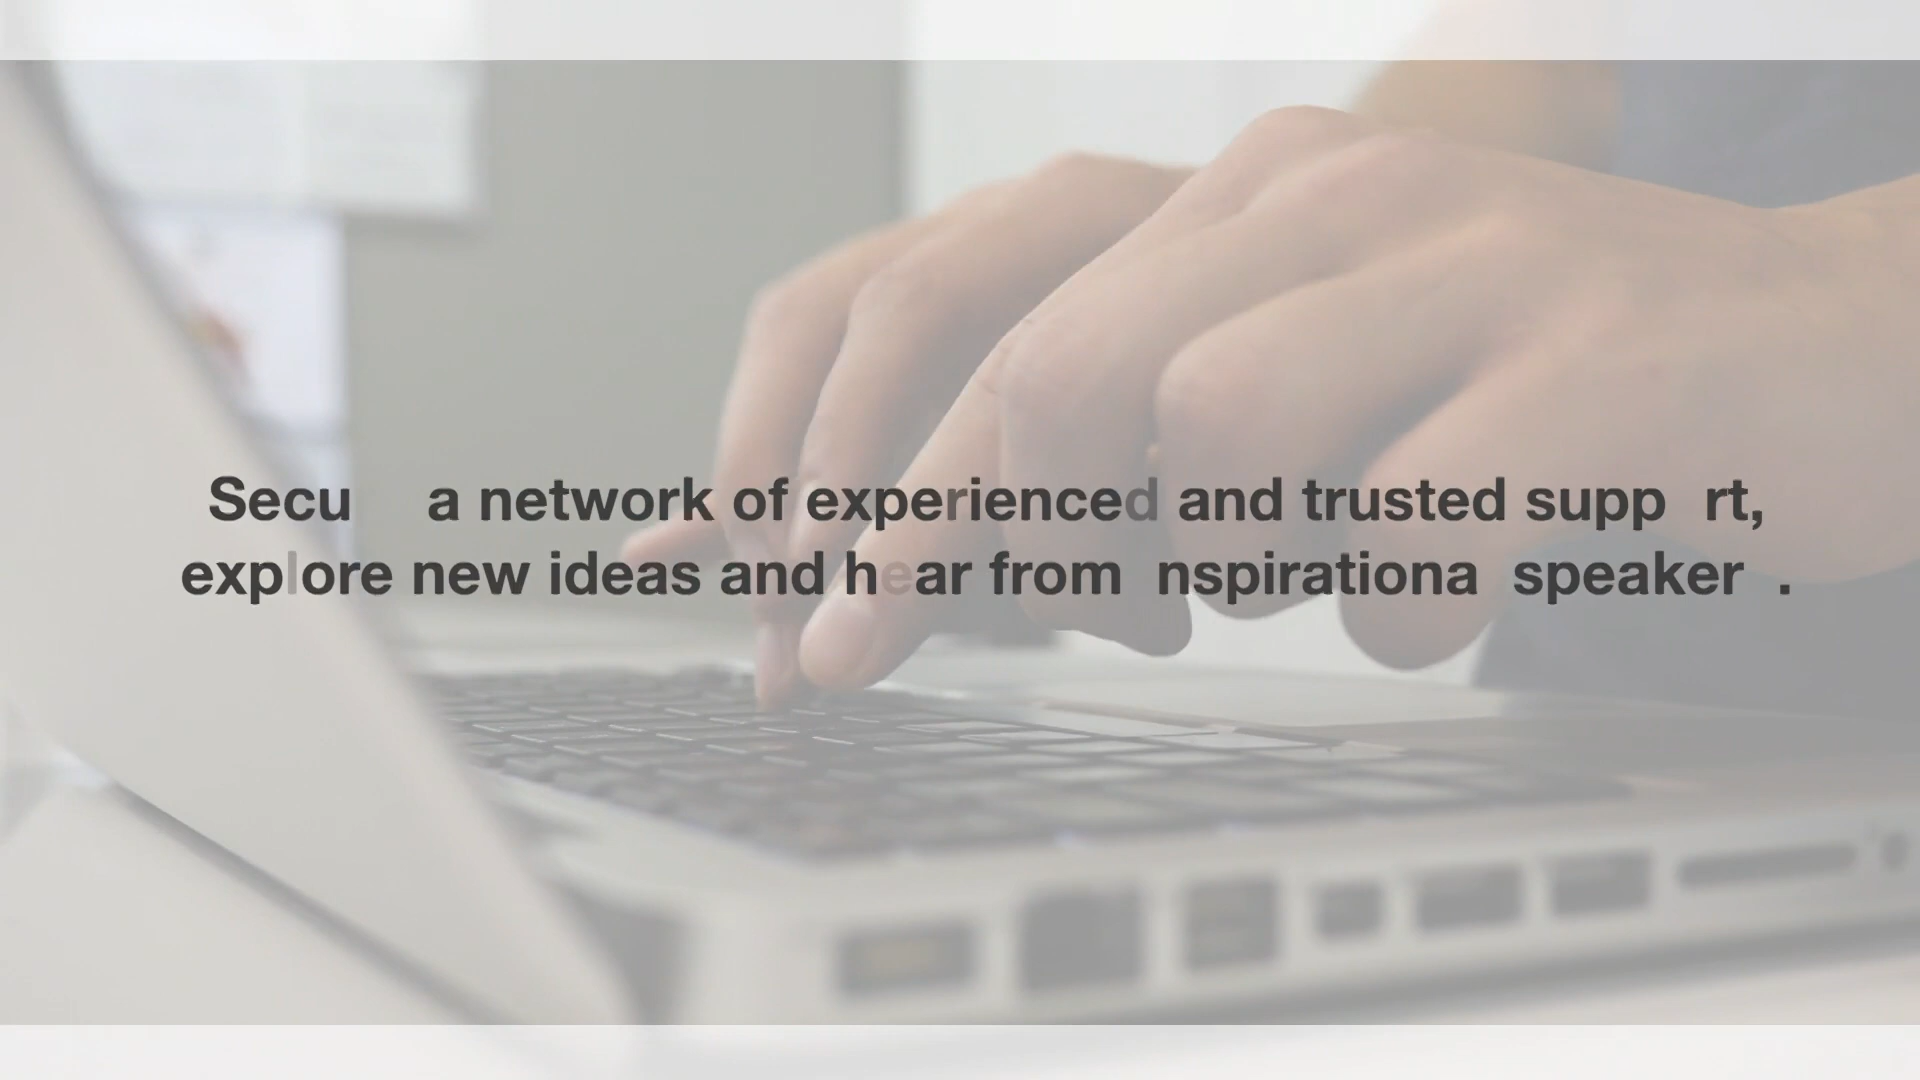 Secu a network of experienced and trusted supp rt,
explore new ideas and hear from nspirationa speaker .